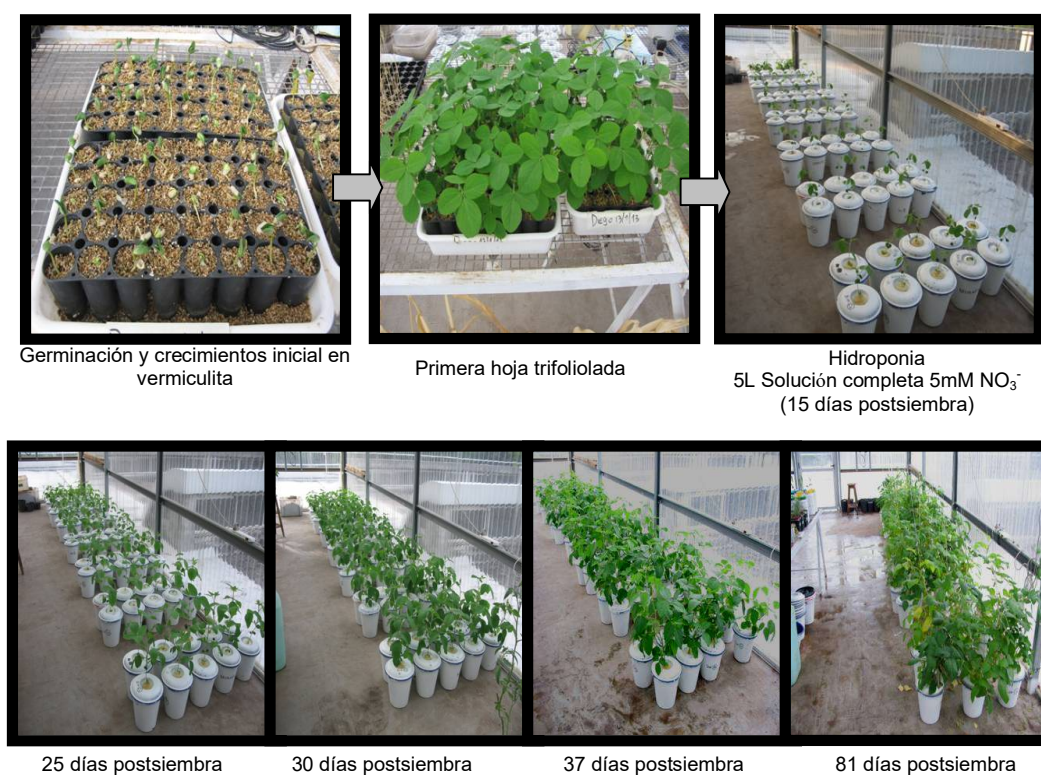 Germinación y crecimientos inicial en
vermiculita
Primera hoja trifoliolada
Hidroponia
5L Solución completa 5mM NO₃⁻
(15 días postsiembra)
25 días postsiembra
30 días postsiembra
37 días postsiembra
81 días postsiembra